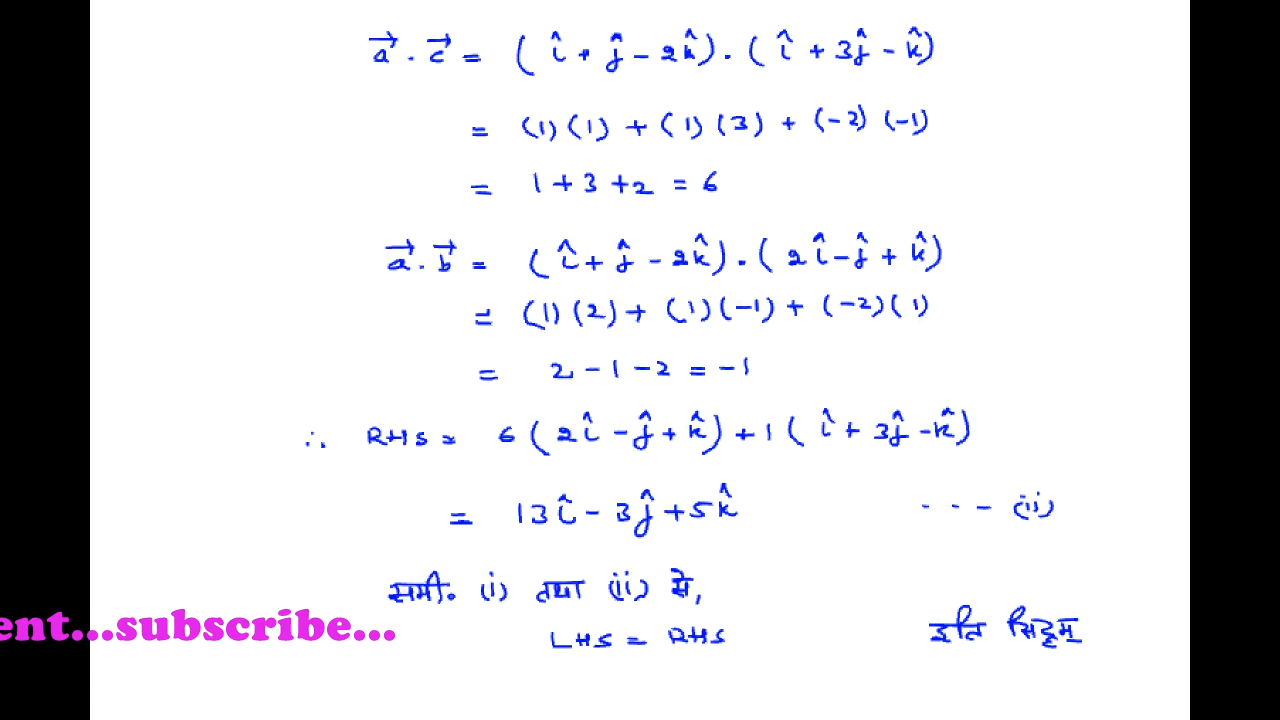 a⃗ . c⃗ = ( î + ĵ - 2k̂ ) . ( î + 3ĵ - k̂ )
= (1) (1) + (1) (3) + (-2) (-1)
= 1 + 3 + 2 = 6
a⃗ . b⃗ = ( î + ĵ - 2k̂ ) . ( 2î - ĵ + k̂ )
= (1) (2) + (1) (-1) + (-2) (1)
= 2 - 1 - 2 = -1
∴ RHS = 6 ( 2î - ĵ + k̂ ) + 1 ( î + 3ĵ - k̂ )
= 13î - 3ĵ + 5k̂ - - - (ii)
समी. (i) तथा (ii) से,
ent...subscribe...
LHS = RHS इति सिद्धम्